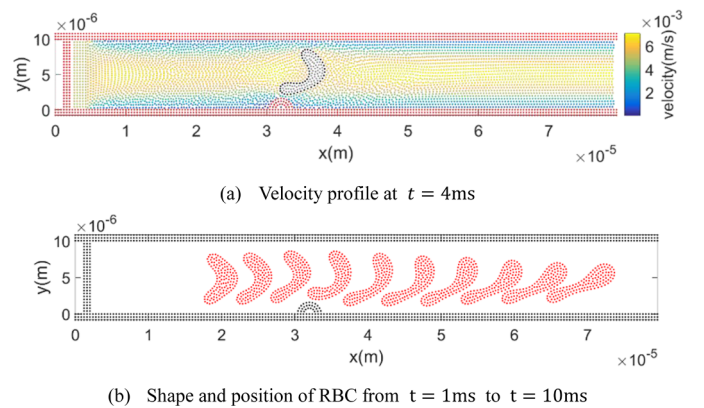 ×10⁻⁶
×10⁻³
10
5
0
y(m)
6
4
2
velocity(m/s)
0 1 2 3 4 5 6 7
x(m)
×10⁻⁵
(a) Velocity profile at t = 4ms
×10⁻⁶
10
5
0
y(m)
0 1 2 3 4 5 6 7
x(m)
×10⁻⁵
(b) Shape and position of RBC from t = 1ms to t = 10ms